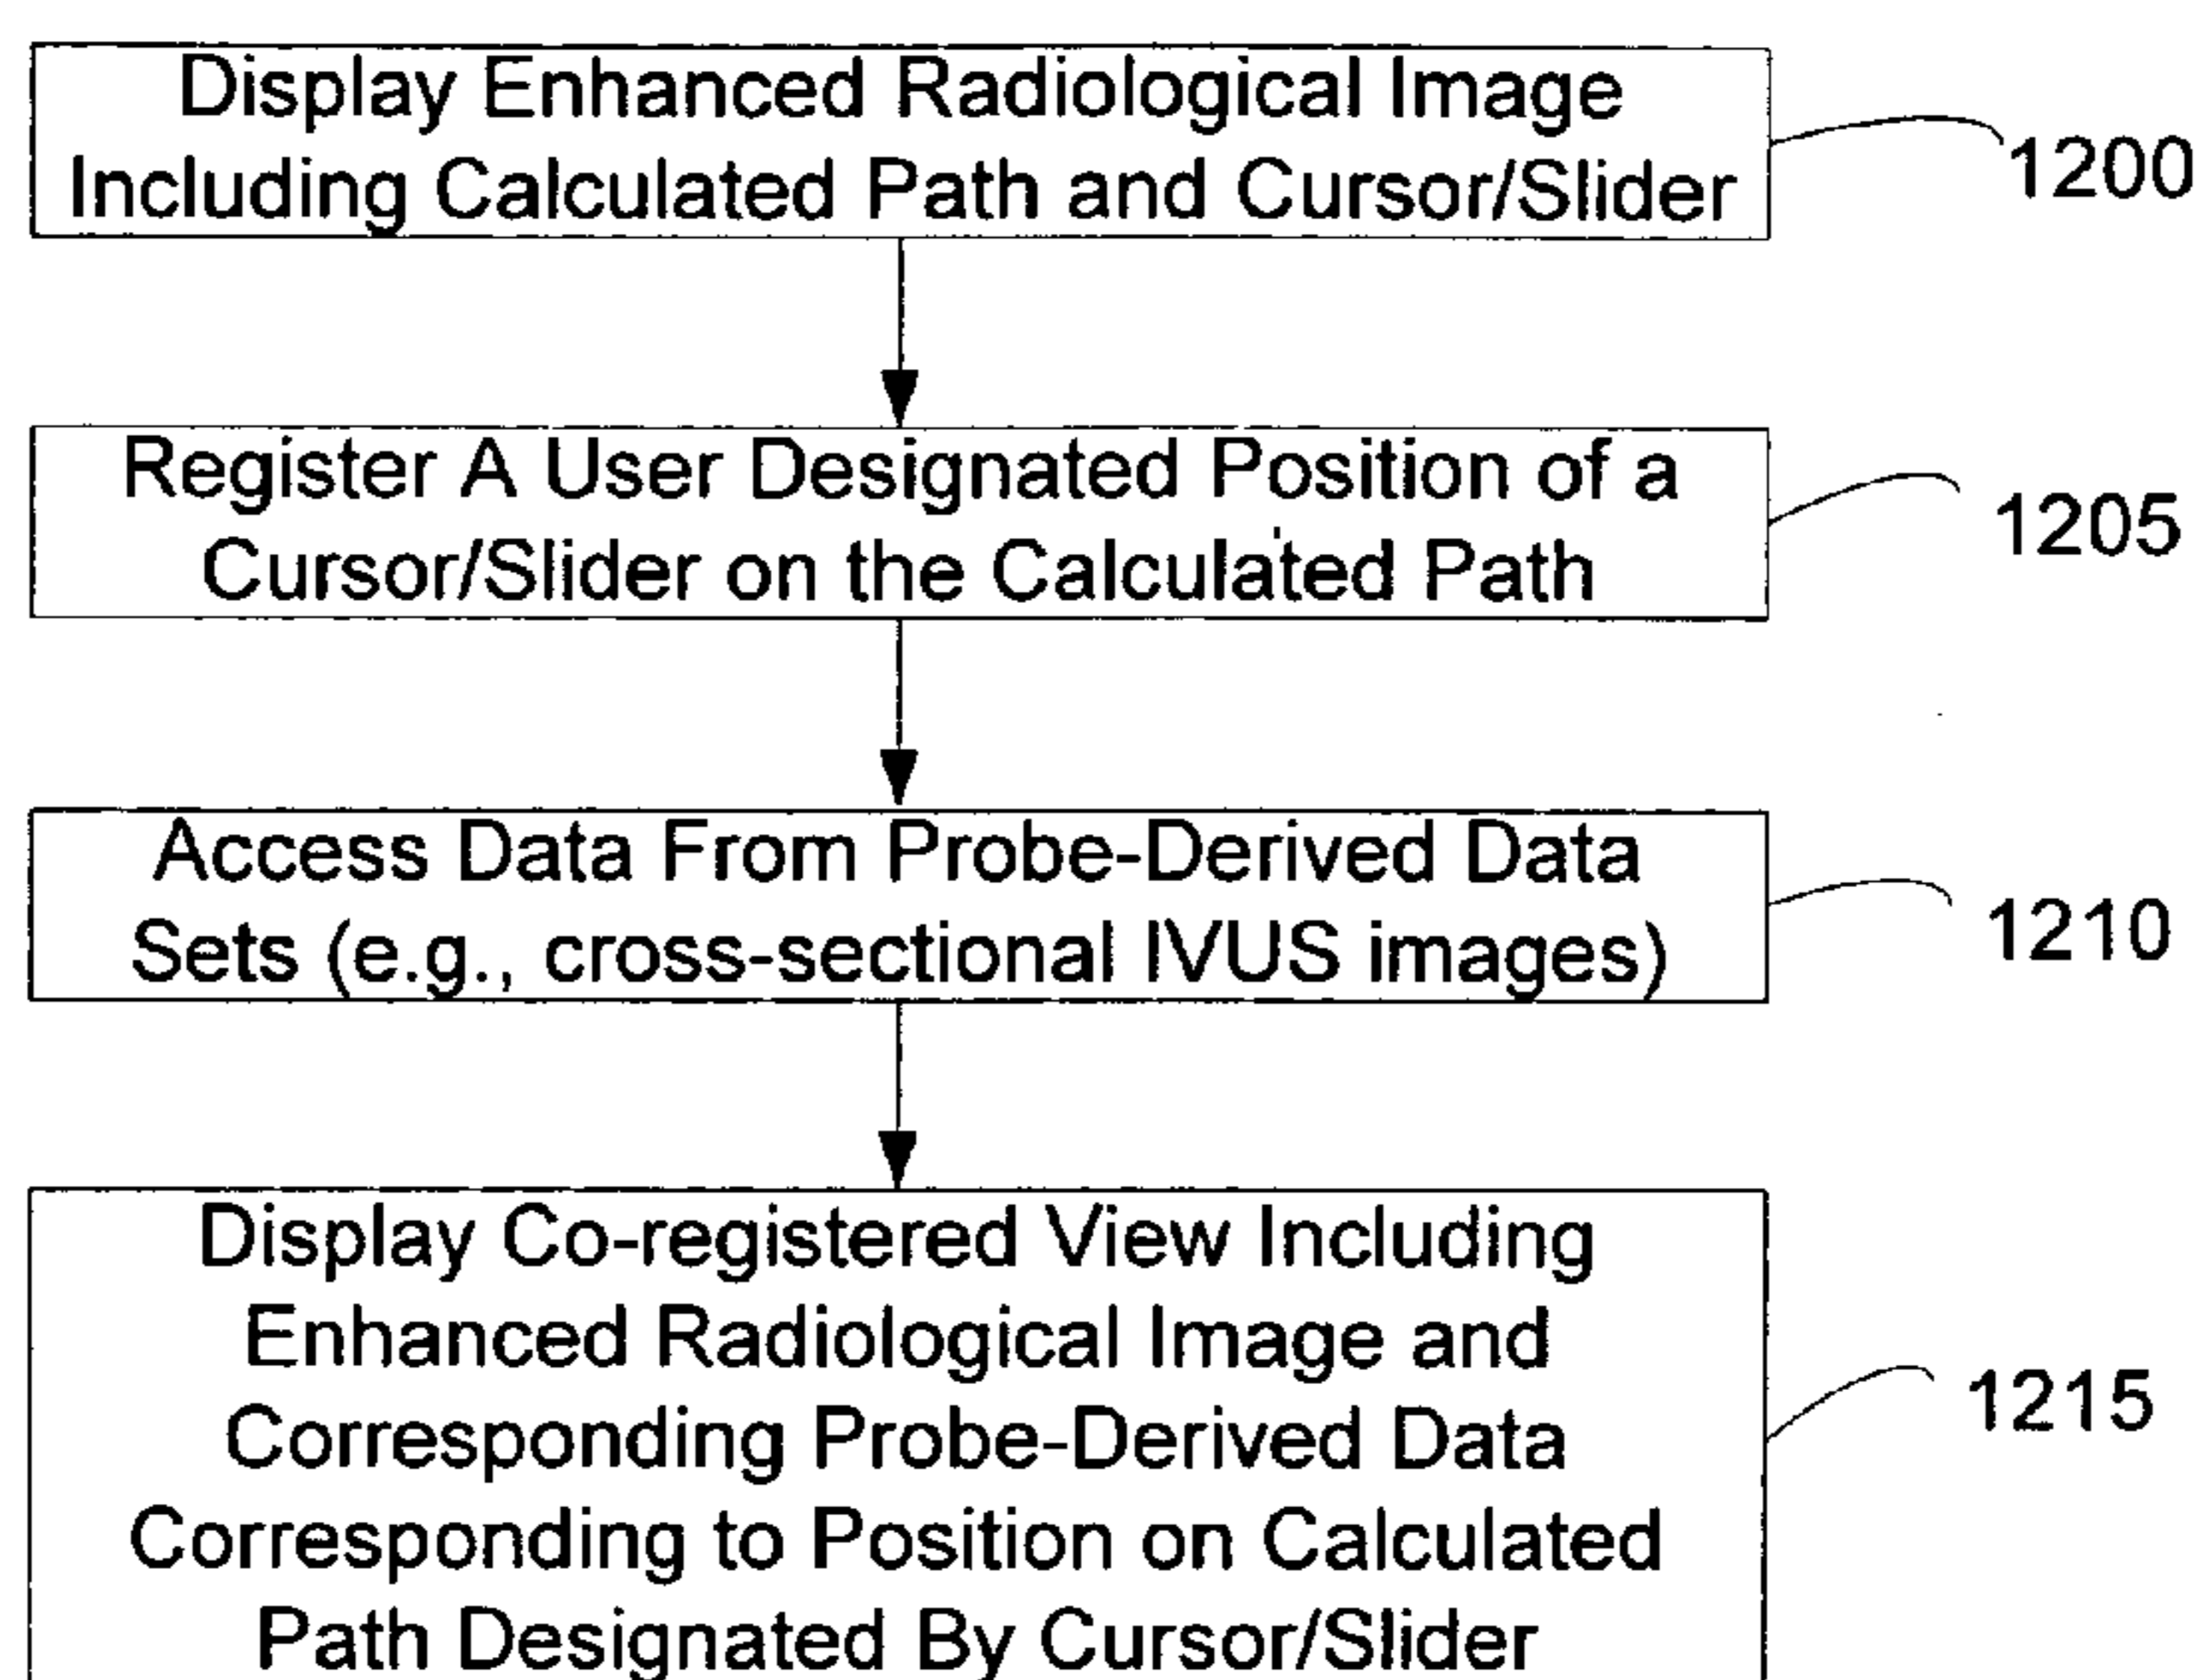 Display Enhanced Radiological Image
Including Calculated Path and Cursor/Slider
1200
Register A User Designated Position of a
Cursor/Slider on the Calculated Path
1205
Access Data From Probe-Derived Data
Sets (e.g., cross-sectional IVUS images)
1210
Display Co-registered View Including
Enhanced Radiological Image and
Corresponding Probe-Derived Data
Corresponding to Position on Calculated
Path Designated By Cursor/Slider
1215